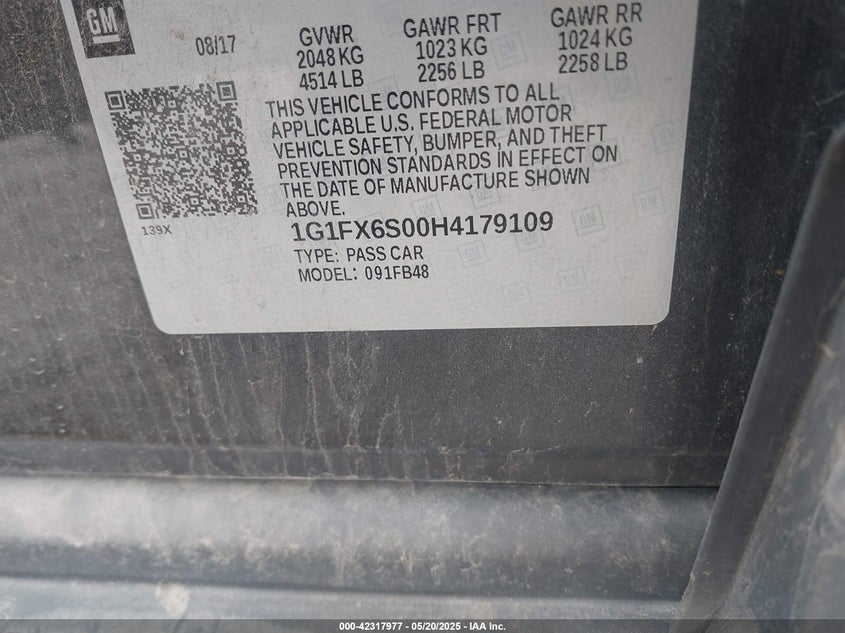 GM
08/17
GVWR
2048 KG
4514 LB
GAWR FRT
1023 KG
2256 LB
GAWR RR
1024 KG
2258 LB
THIS VEHICLE CONFORMS TO ALL
APPLICABLE U.S. FEDERAL MOTOR
VEHICLE SAFETY, BUMPER, AND THEFT
PREVENTION STANDARDS IN EFFECT ON
THE DATE OF MANUFACTURE SHOWN
ABOVE.
139X
1G1FX6S00H4179109
TYPE: PASS CAR
MODEL: 091FB48
000-42317977 - 05/20/2025 - IAA Inc.